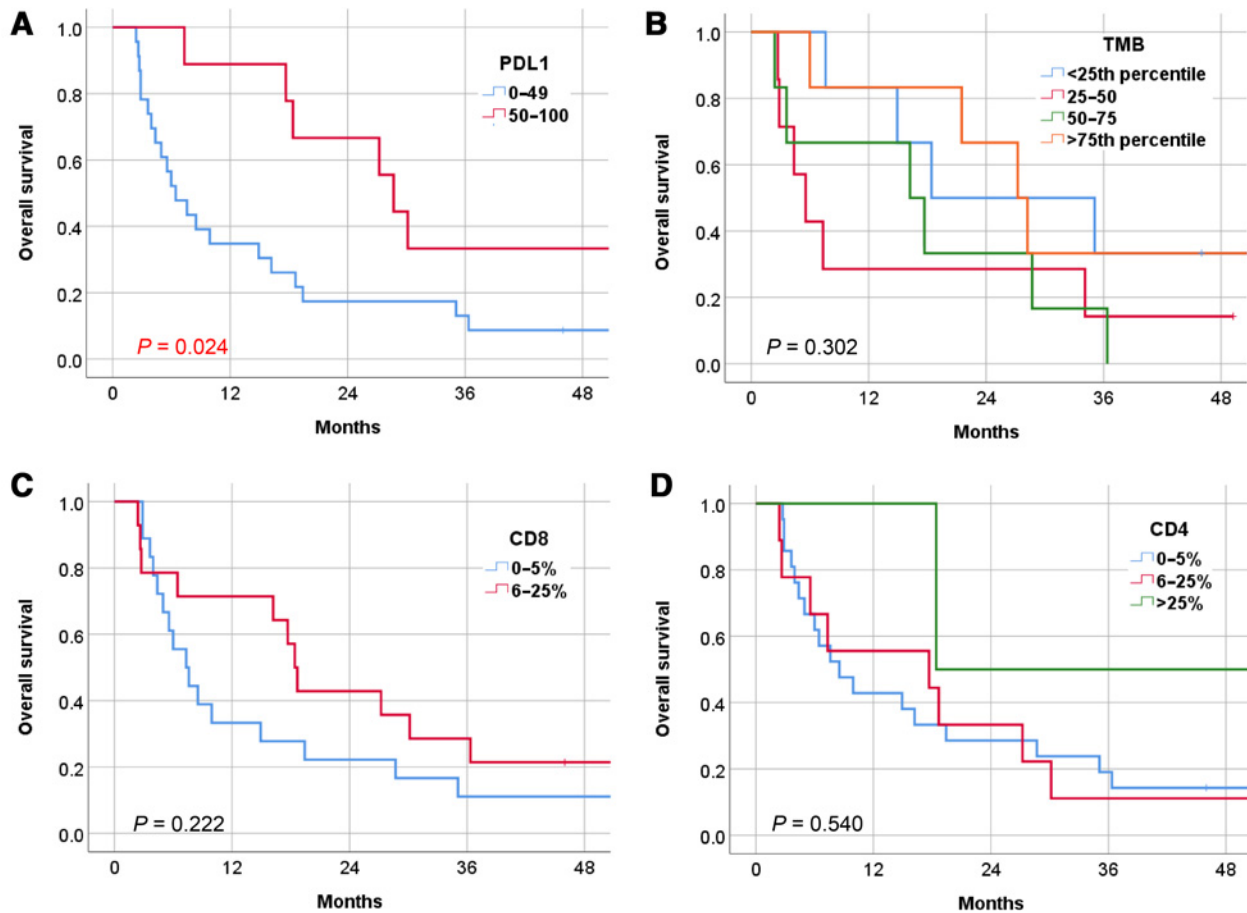 A
PDL1
0–49
50–100
1.0
0.8
0.6
0.4
0.2
0.0
Overall survival
P = 0.024
0 12 24 36 48
Months
B
TMB
<25th percentile
25–50
50–75
>75th percentile
1.0
0.8
0.6
0.4
0.2
0.0
Overall survival
P = 0.302
0 12 24 36 48
Months
C
CD8
0–5%
6–25%
1.0
0.8
0.6
0.4
0.2
0.0
Overall survival
P = 0.222
0 12 24 36 48
Months
D
CD4
0–5%
6–25%
>25%
1.0
0.8
0.6
0.4
0.2
0.0
Overall survival
P = 0.540
0 12 24 36 48
Months